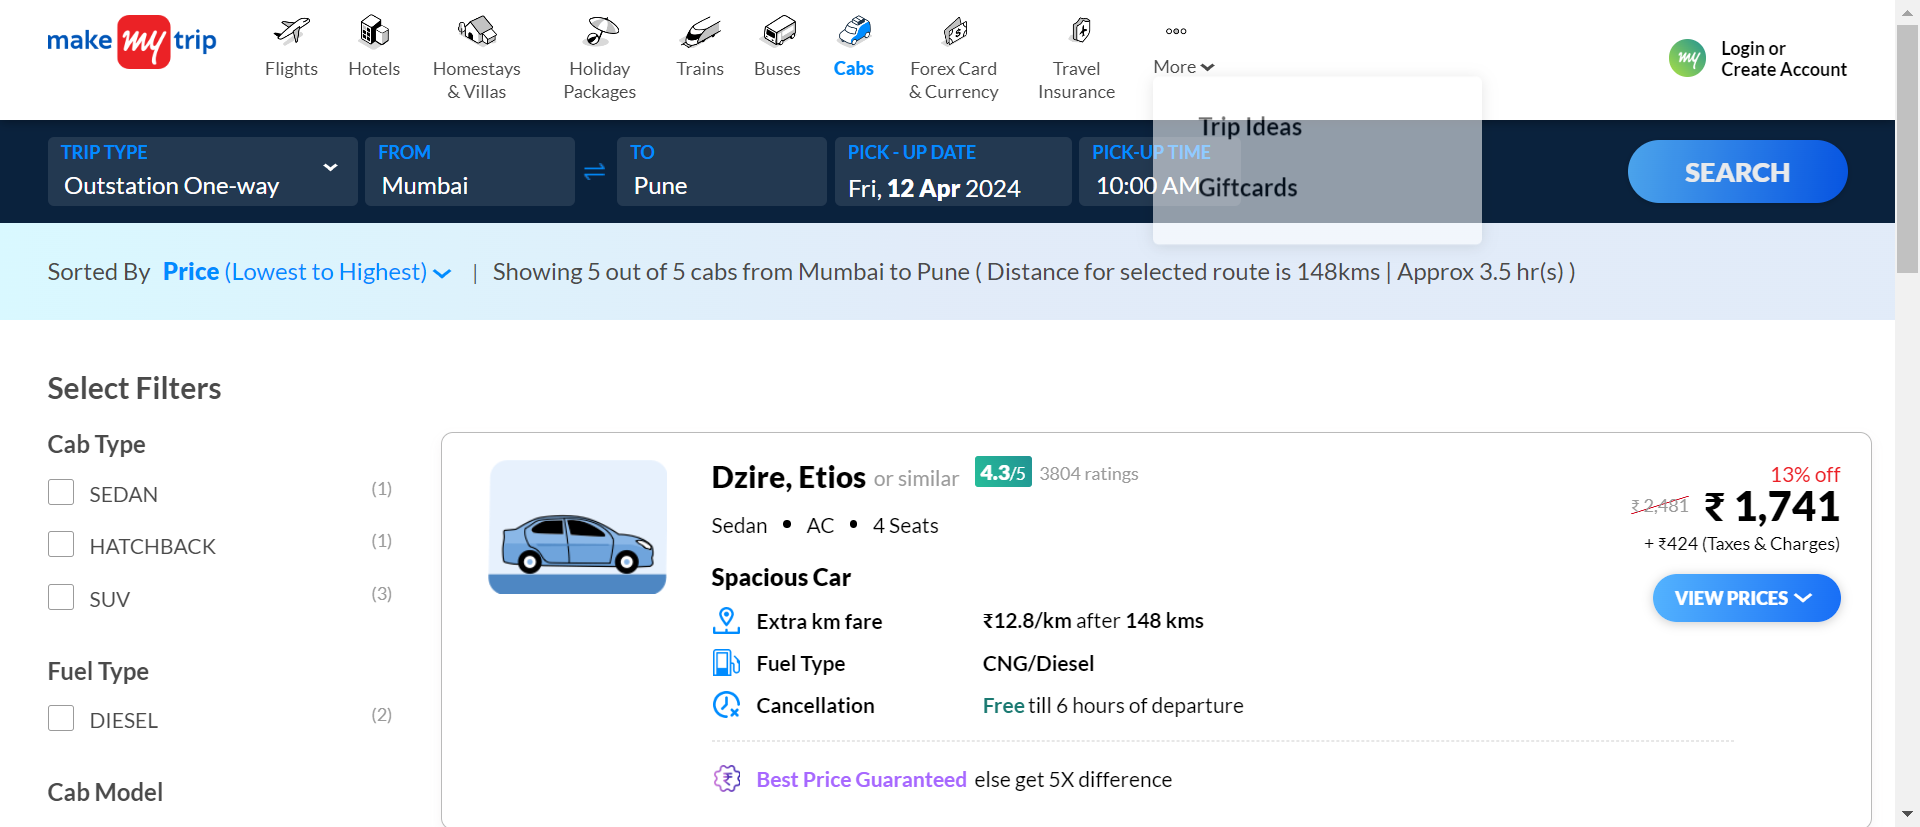 make my trip
Flights
Hotels
Homestays
& Villas
Holiday
Packages
Trains
Buses
Cabs
Forex Card
& Currency
Travel
Insurance
More
my
Login or
Create Account
Trip Ideas
Giftcards
TRIP TYPE
Outstation One-way
FROM
Mumbai
TO
Pune
PICK - UP DATE
Fri, 12 Apr 2024
PICK-UP TIME
10:00 AM
SEARCH
Sorted By Price (Lowest to Highest) | Showing 5 out of 5 cabs from Mumbai to Pune ( Distance for selected route is 148kms | Approx 3.5 hr(s) )
Select Filters
Cab Type
SEDAN (1)
HATCHBACK (1)
SUV (3)
Fuel Type
DIESEL (2)
Cab Model
Dzire, Etios or similar 4.3/5 3804 ratings
Sedan • AC • 4 Seats
Spacious Car
Extra km fare ₹12.8/km after 148 kms
Fuel Type CNG/Diesel
Cancellation Free till 6 hours of departure
₹ Best Price Guaranteed else get 5X difference
13% off
₹ 2,481 ₹ 1,741
+ ₹424 (Taxes & Charges)
VIEW PRICES